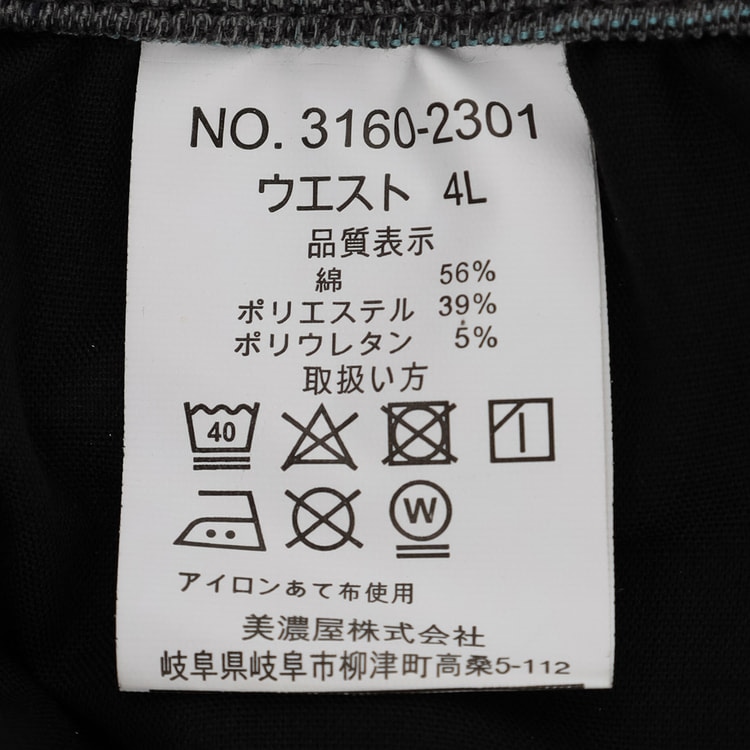 NO. 3160-2301
ウエスト 4L
品質表示
綿 56%
ポリエステル 39%
ポリウレタン 5%
取扱い方
40
W
アイロンあて布使用
美濃屋株式会社
岐阜県岐阜市柳津町高桑5-112